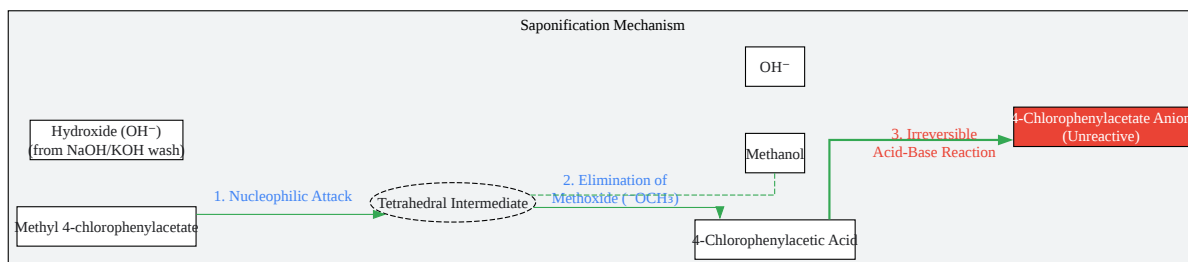 Saponification Mechanism
OH⁻
Hydroxide (OH⁻)
(from NaOH/KOH wash)
4-Chlorophenylacetate Anion
(Unreactive)
3. Irreversible
Acid-Base Reaction
Methanol
1. Nucleophilic Attack
2. Elimination of
Methoxide (⁻OCH₃)
Tetrahedral Intermediate
Methyl 4-chlorophenylacetate
4-Chlorophenylacetic Acid